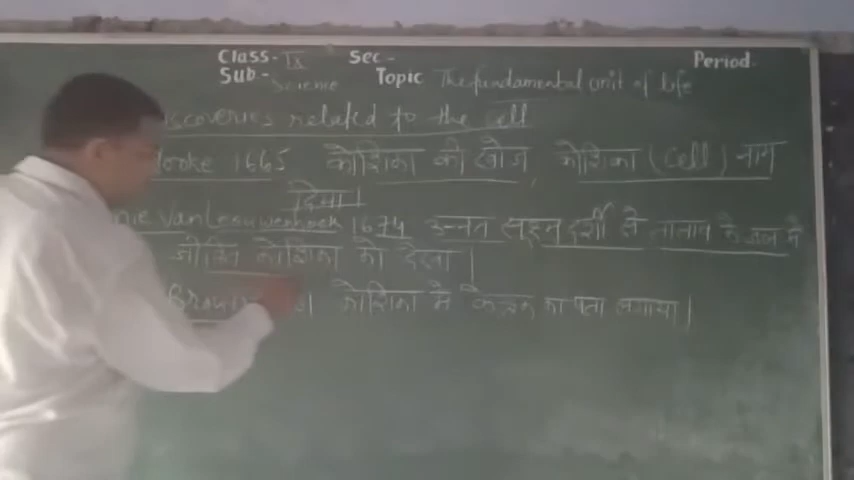 Class- IX Sec- Period-
Sub- Science Topic The fundamental unit of life
iscoveries related to the cell
ooke 1665 कोशिका की खोज, कोशिका (Cell) नाम
दिया।
nie Van Leeuwenhoek 1674 उन्नत सूक्ष्मदर्शी से तालाब के जल में
जीवित कोशिका को देखा।
Brown कोशिका में केन्द्रक का पता लगाया।